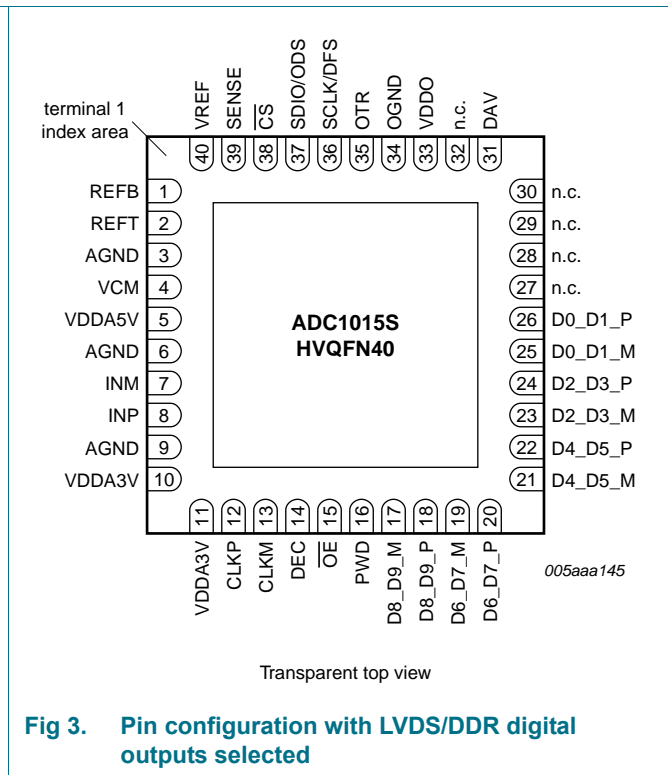 terminal 1
index area
VREF
SENSE
CS
SDIO/ODS
SCLK/DFS
OTR
OGND
VDDO
n.c.
DAV
40 39 38 37 36 35 34 33 32 31
REFB 1
REFT 2
AGND 3
VCM 4
VDDA5V 5
AGND 6
INM 7
INP 8
AGND 9
VDDA3V 10
ADC1015S
HVQFN40
30 n.c.
29 n.c.
28 n.c.
27 n.c.
26 D0_D1_P
25 D0_D1_M
24 D2_D3_P
23 D2_D3_M
22 D4_D5_P
21 D4_D5_M
11 12 13 14 15 16 17 18 19 20
VDDA3V
CLKP
CLKM
DEC
OE
PWD
D8_D9_M
D8_D9_P
D6_D7_M
D6_D7_P
005aaa145
Transparent top view
Fig 3. Pin configuration with LVDS/DDR digital
outputs selected